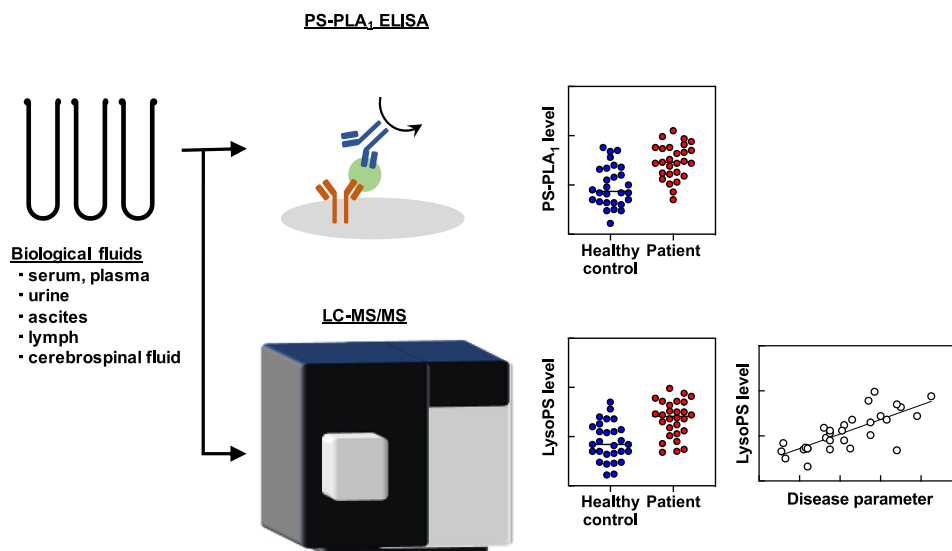 PS-PLA₁ ELISA
Biological fluids
・serum, plasma
・urine
・ascites
・lymph
・cerebrospinal fluid
PS-PLA₁ level
Healthy control
Patient
LC-MS/MS
LysoPS level
Healthy control
Patient
LysoPS level
Disease parameter